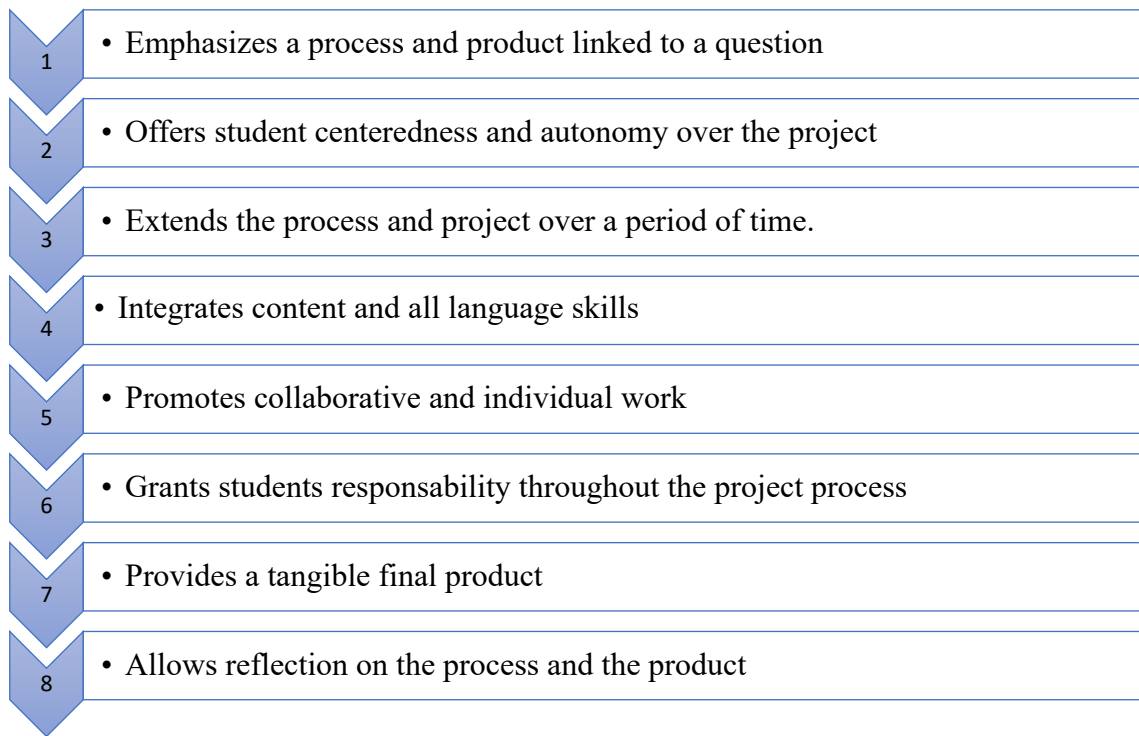 1 • Emphasizes a process and product linked to a question
2 • Offers student centeredness and autonomy over the project
3 • Extends the process and project over a period of time.
4 • Integrates content and all language skills
5 • Promotes collaborative and individual work
6 • Grants students responsability throughout the project process
7 • Provides a tangible final product
8 • Allows reflection on the process and the product